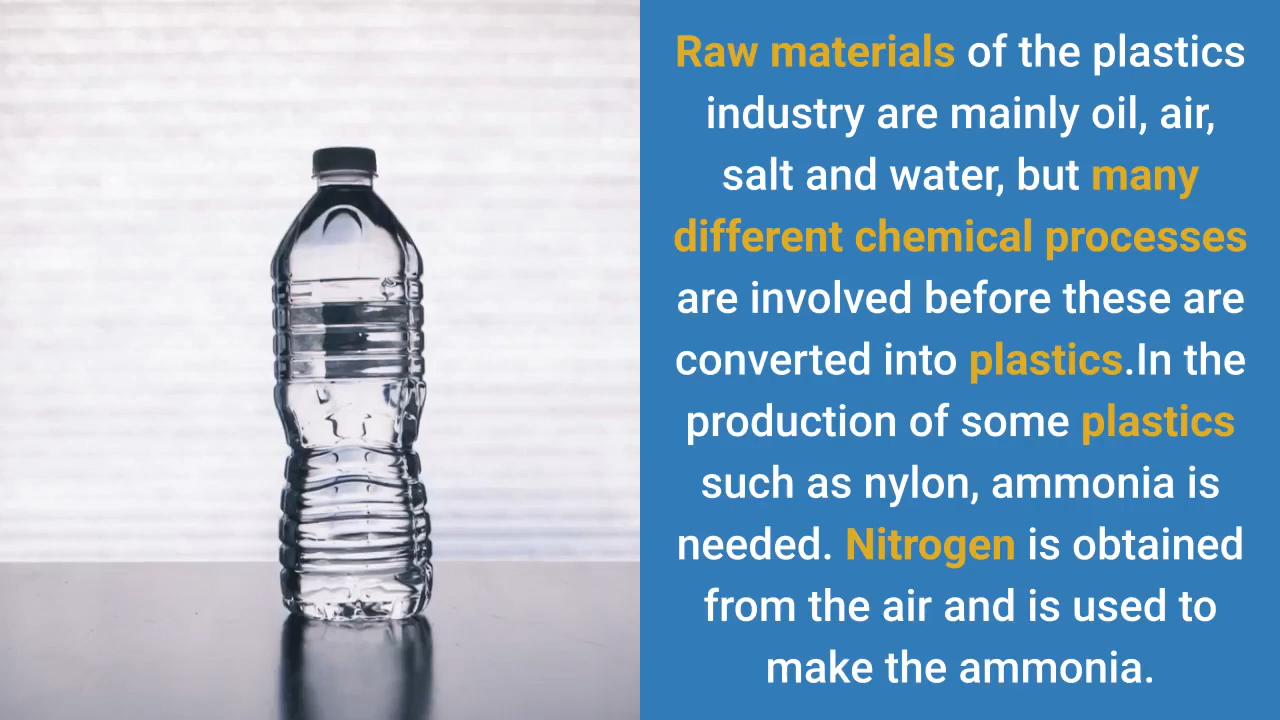 Raw materials of the plastics
industry are mainly oil, air,
salt and water, but many
different chemical processes
are involved before these are
converted into plastics.In the
production of some plastics
such as nylon, ammonia is
needed. Nitrogen is obtained
from the air and is used to
make the ammonia.